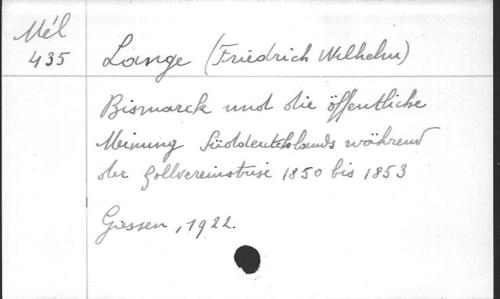 Mél
435
Lange (Friedrich Wilhelm)
Bismarck und die öffentliche
Meinung Süddeutschlands während
der Zollvereinskrise 1850 bis 1853
Giessen, 1922.